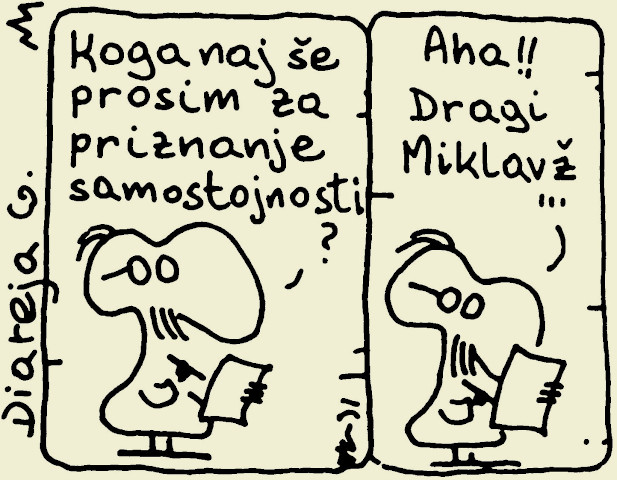 Diareja G.
Koga naj še
prosim za
priznanje
samostojnosti
?
Aha!!
Dragi
Miklavž
...